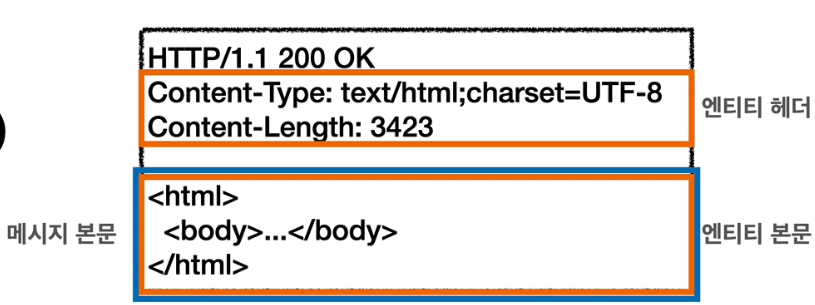 HTTP/1.1 200 OK
Content-Type: text/html;charset=UTF-8
Content-Length: 3423
엔티티 헤더
<html>
<body>...</body>
</html>
메시지 본문
엔티티 본문